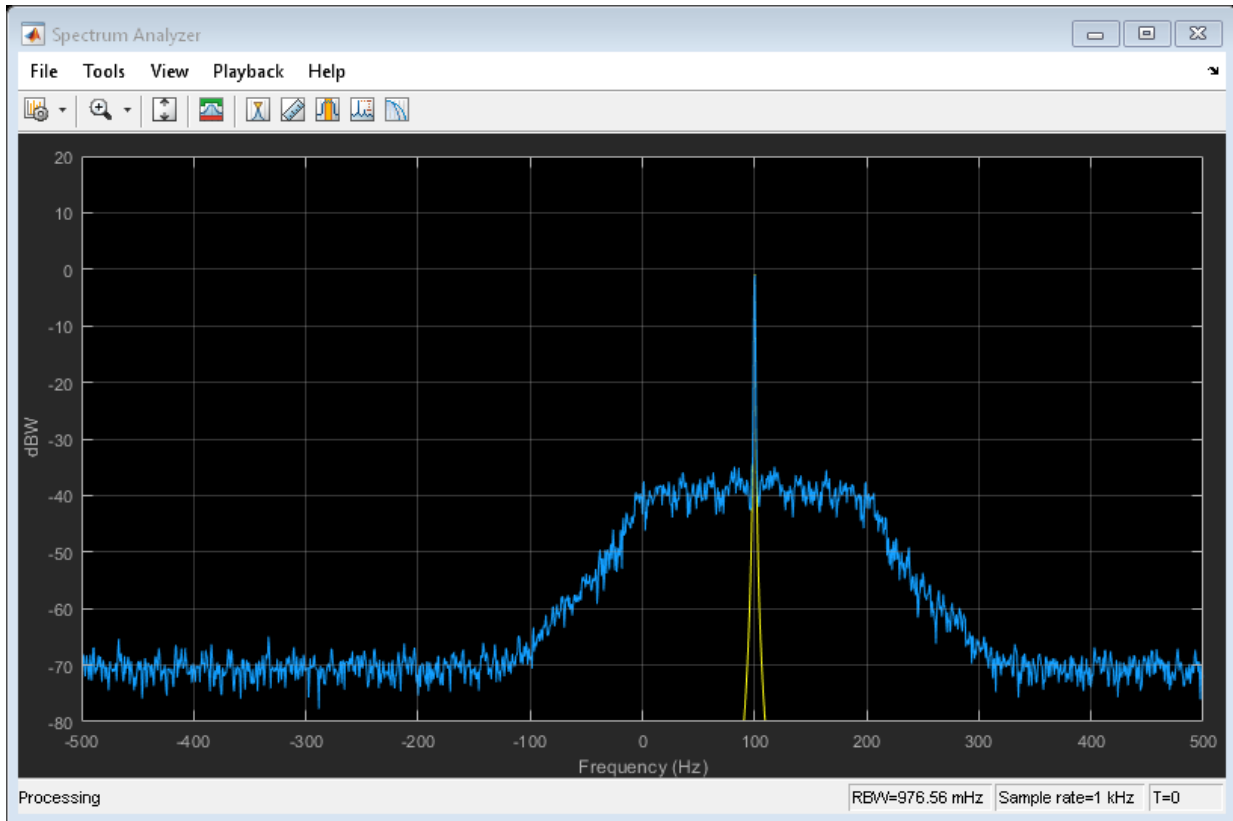 Spectrum Analyzer
File Tools View Playback Help
20
10
0
-10
-20
-30
-40
-50
-60
-70
-80
dBW
-500 -400 -300 -200 -100 0 100 200 300 400 500
Frequency (Hz)
Processing RBW=976.56 mHz Sample rate=1 kHz T=0